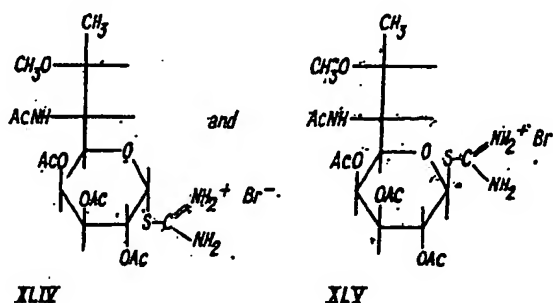 CH3 CH3
CH3O CH3O
AcNH and AcNH
AcO O NH2+ Br-. AcO O S-C NH2+ Br
OAc S-C NH2 OAc NH2
OAc OAc
XLIV XLV